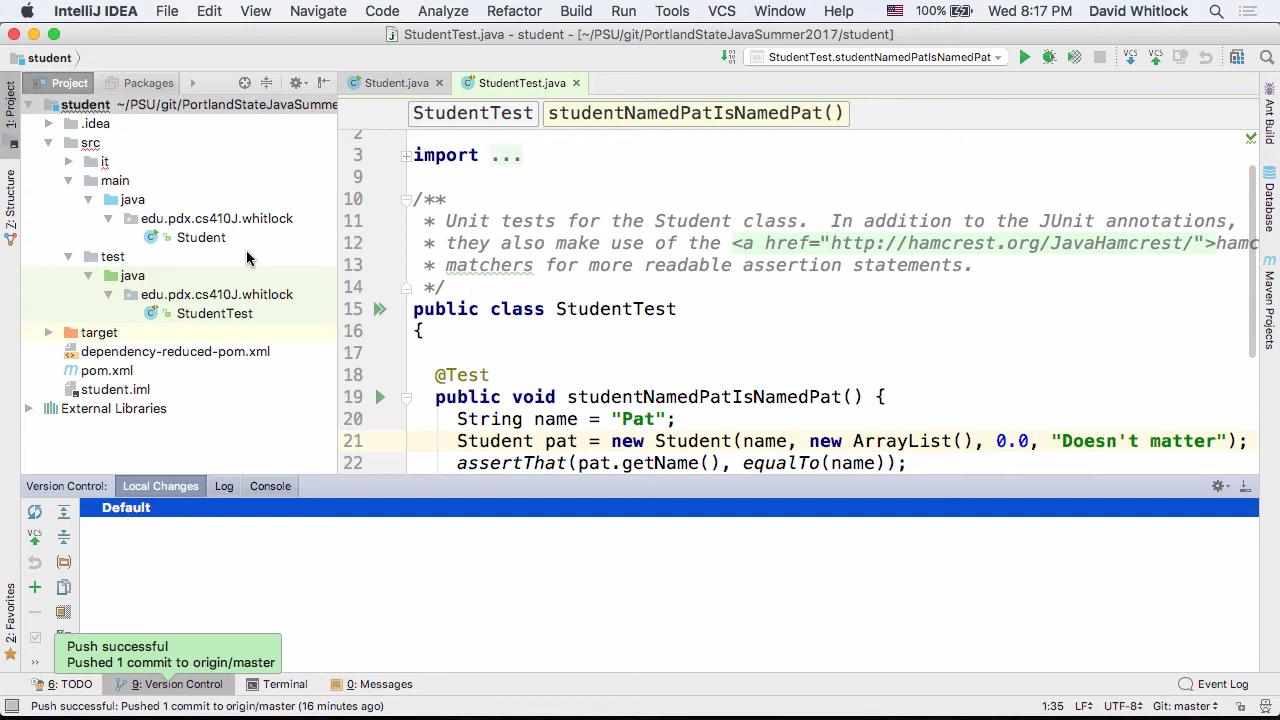 IntelliJ IDEA File Edit View Navigate Code Analyze Refactor Build Run Tools VCS Window Help 100% Wed 8:17 PM David Whitlock
StudentTest.java - student - [~/PSU/git/PortlandStateJavaSummer2017/student]
student StudentTest.studentNamedPatIsNamedPat VCS VCS
Project Packages Student.java StudentTest.java
student ~/PSU/git/PortlandStateJavaSumme
.idea
src
it
main
java
edu.pdx.cs410J.whitlock
Student
test
java
edu.pdx.cs410J.whitlock
StudentTest
target
dependency-reduced-pom.xml
pom.xml
student.iml
External Libraries
1: Project
7: Structure
2: Favorites
StudentTest studentNamedPatIsNamedPat()
2
3 import ...
9
10 /**
11 * Unit tests for the Student class.  In addition to the JUnit annotations,
12 * they also make use of the <a href="http://hamcrest.org/JavaHamcrest/">hamc
13 * matchers for more readable assertion statements.
14 */
15 public class StudentTest
16 {
17
18 @Test
19 public void studentNamedPatIsNamedPat() {
20 String name = "Pat";
21 Student pat = new Student(name, new ArrayList(), 0.0, "Doesn't matter");
22 assertThat(pat.getName(), equalTo(name));
Ant Build
Database
Maven Projects
Version Control: Local Changes Log Console
Default
VCS
Push successful
Pushed 1 commit to origin/master
6: TODO 9: Version Control Terminal 0: Messages Event Log
Push successful: Pushed 1 commit to origin/master (16 minutes ago) 1:35 LF UTF-8 Git: master